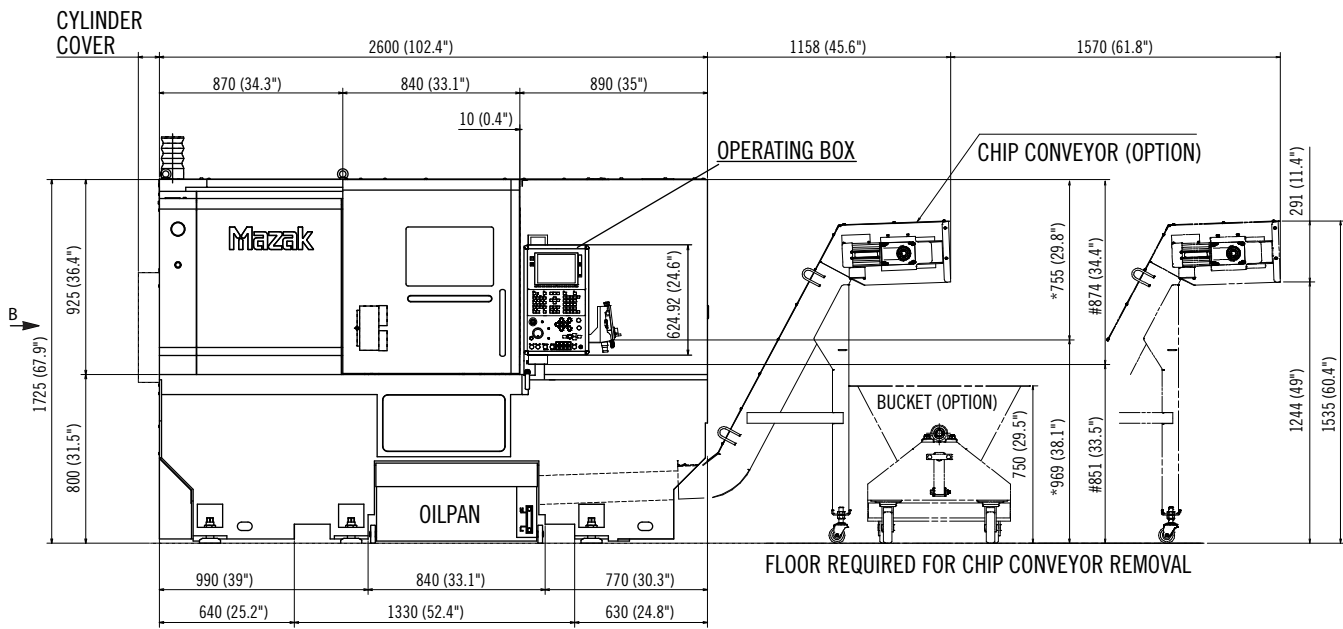 CYLINDER
COVER
2600 (102.4")
1158 (45.6")
1570 (61.8")
870 (34.3")
840 (33.1")
890 (35")
10 (0.4")
OPERATING BOX
CHIP CONVEYOR (OPTION)
291 (11.4")
Mazak
925 (36.4")
624.92 (24.6")
*755 (29.8")
#874 (34.4")
B
1725 (67.9")
BUCKET (OPTION)
1244 (49")
1535 (60.4")
800 (31.5")
750 (29.5")
*969 (38.1")
#851 (33.5")
OILPAN
FLOOR REQUIRED FOR CHIP CONVEYOR REMOVAL
990 (39")
840 (33.1")
770 (30.3")
640 (25.2")
1330 (52.4")
630 (24.8")